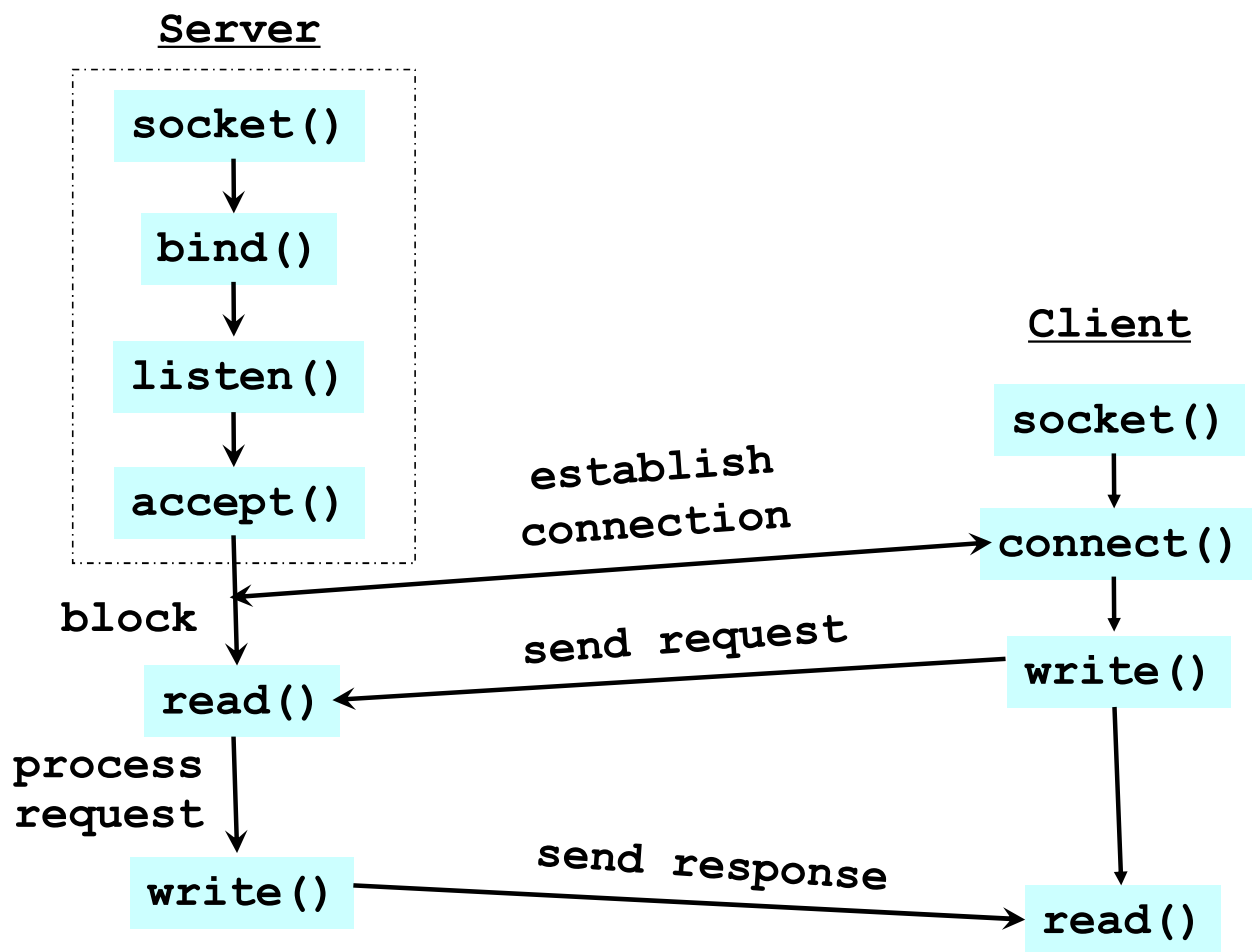 Server
socket()
bind()
listen()
accept()
block
read()
process
request
write()
establish
connection
send request
send response
Client
socket()
connect()
write()
read()